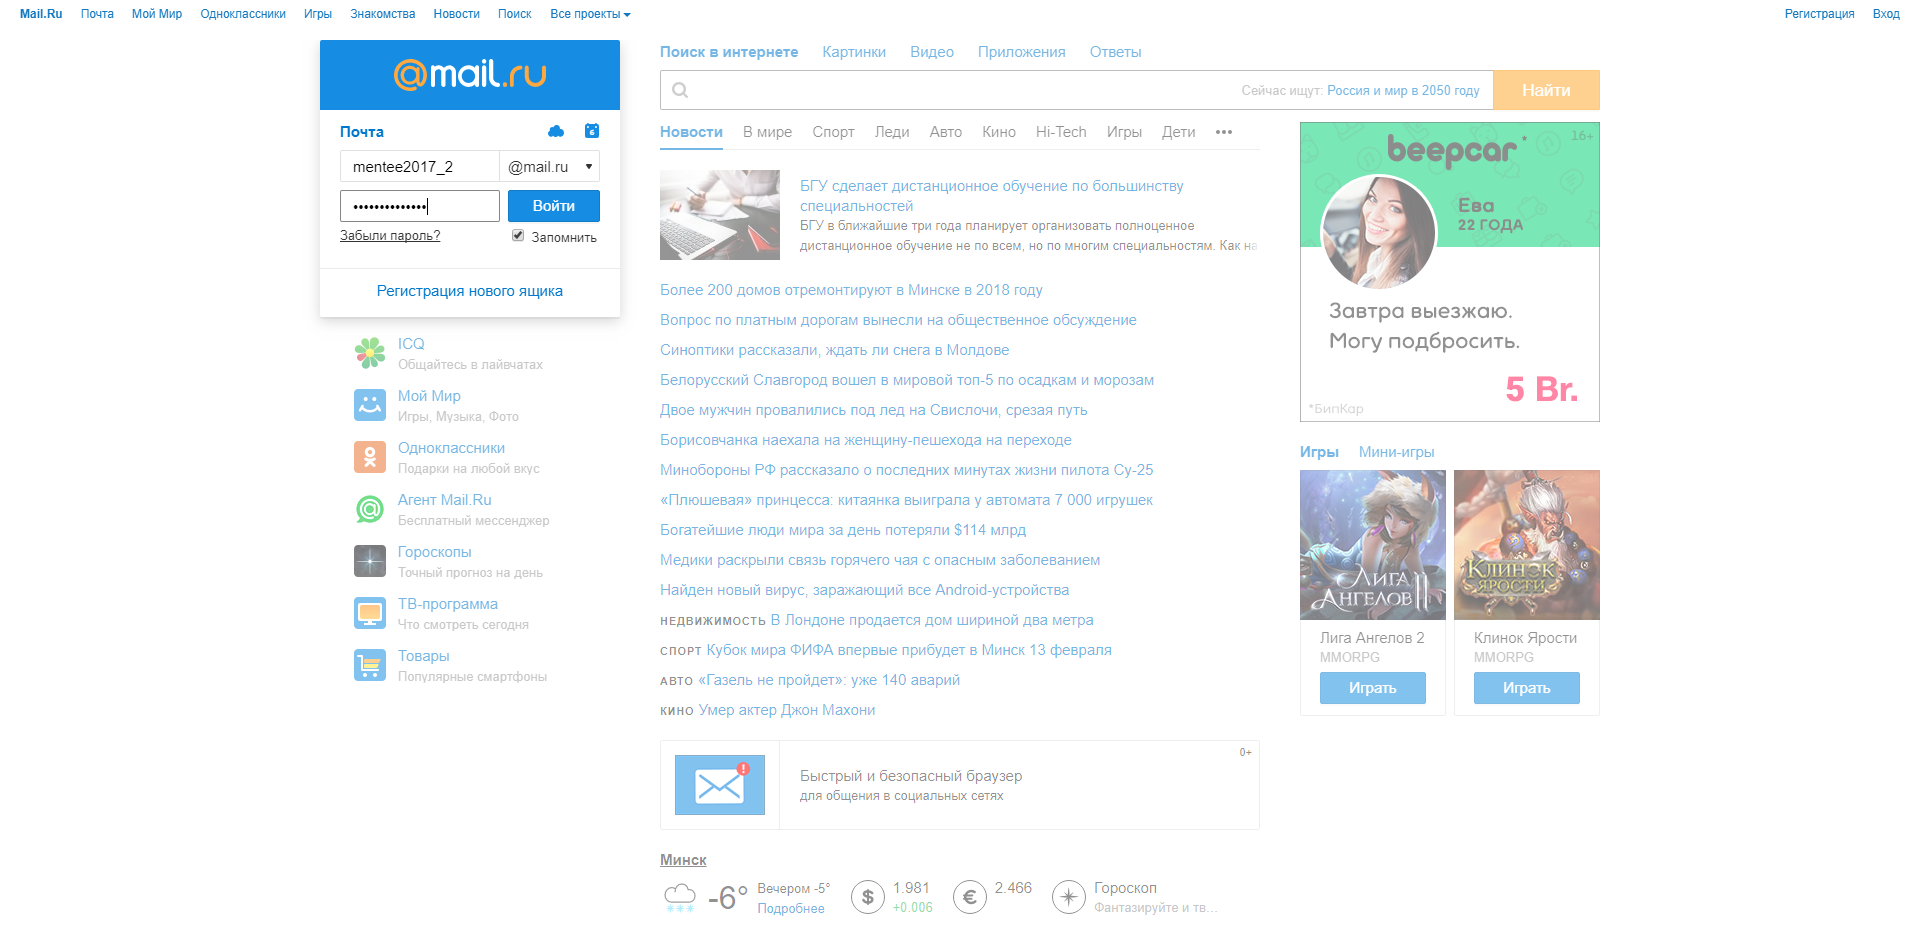 Mail.Ru Почта Мой Мир Одноклассники Игры Знакомства Новости Поиск Все проекты Регистрация Вход
@mail.ru
Почта
6
mentee2017_2 @mail.ru
Войти
Забыли пароль? Запомнить
Регистрация нового ящика
ICQ
Общайтесь в лайвчатах
Мой Мир
Игры, Музыка, Фото
Одноклассники
Подарки на любой вкус
Агент Mail.Ru
Бесплатный мессенджер
Гороскопы
Точный прогноз на день
ТВ-программа
Что смотреть сегодня
Товары
Популярные смартфоны
Поиск в интернете Картинки Видео Приложения Ответы
Сейчас ищут: Россия и мир в 2050 году Найти
Новости В мире Спорт Леди Авто Кино Hi-Tech Игры Дети •••
БГУ сделает дистанционное обучение по большинству
специальностей
БГУ в ближайшие три года планирует организовать полноценное
дистанционное обучение не по всем, но по многим специальностям. Как на
Более 200 домов отремонтируют в Минске в 2018 году
Вопрос по платным дорогам вынесли на общественное обсуждение
Синоптики рассказали, ждать ли снега в Молдове
Белорусский Славгород вошел в мировой топ-5 по осадкам и морозам
Двое мужчин провалились под лед на Свислочи, срезая путь
Борисовчанка наехала на женщину-пешехода на переходе
Минобороны РФ рассказало о последних минутах жизни пилота Су-25
«Плюшевая» принцесса: китаянка выиграла у автомата 7 000 игрушек
Богатейшие люди мира за день потеряли $114 млрд
Медики раскрыли связь горячего чая с опасным заболеванием
Найден новый вирус, заражающий все Android-устройства
НЕДВИЖИМОСТЬ В Лондоне продается дом шириной два метра
СПОРТ Кубок мира ФИФА впервые прибудет в Минск 13 февраля
АВТО «Газель не пройдет»: уже 140 аварий
КИНО Умер актер Джон Махони
0+
Быстрый и безопасный браузер
для общения в социальных сетях
Минск
-6° Вечером -5° $ 1.981 € 2.466 Гороскоп
Подробнее +0.006 Фантазируйте и тв...
16+
beepcar*
Ева
22 ГОДА
Завтра выезжаю.
Могу подбросить.
5 Br.
*БипКар
Игры Мини-игры
ЛИГА
АНГЕЛОВ II
КЛИНОК
ЯРОСТИ
Лига Ангелов 2
MMORPG
Играть
Клинок Ярости
MMORPG
Играть